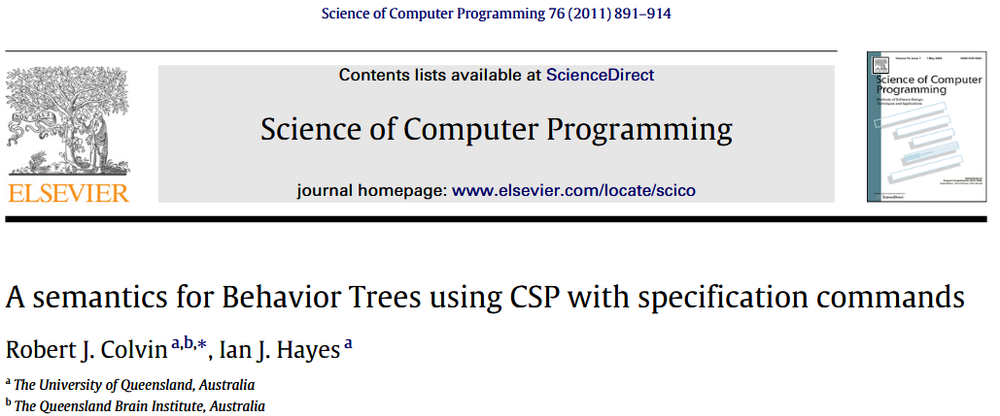 Science of Computer Programming 76 (2011) 891–914
Contents lists available at ScienceDirect
Science of Computer Programming
journal homepage: www.elsevier.com/locate/scico
ELSEVIER
Science of Computer
Programming
A semantics for Behavior Trees using CSP with specification commands
Robert J. Colvin a,b,*, Ian J. Hayes a
a The University of Queensland, Australia
b The Queensland Brain Institute, Australia